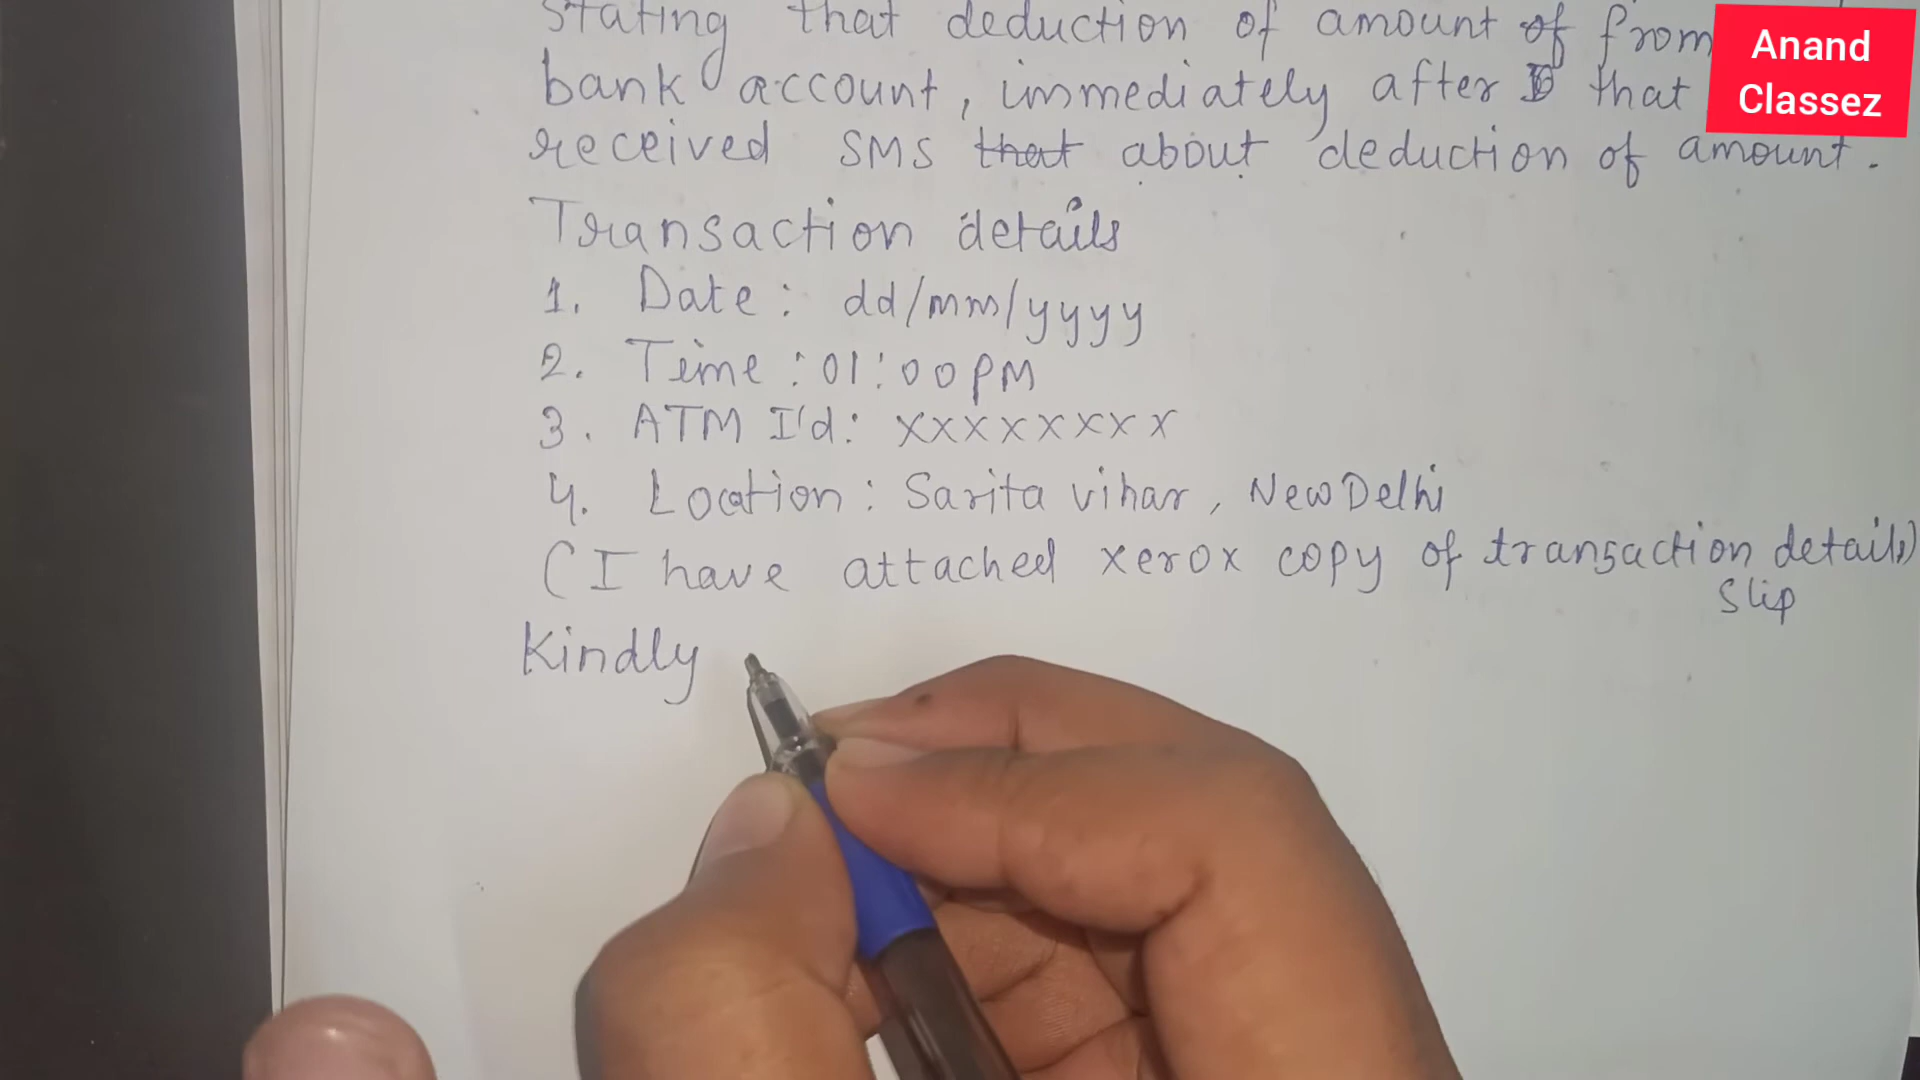 stating that deduction of amount of from
bank account, immediately after that
received SMS that about deduction of amount.
Transaction details
1. Date: dd/mm/yyyy
2. Time: 01:00PM
3. ATM I'd: xxxxxxxx
4. Location: Sarita vihar, New Delhi
(I have attached xerox copy of transaction details)
Slip
Kindly
Anand
Classez